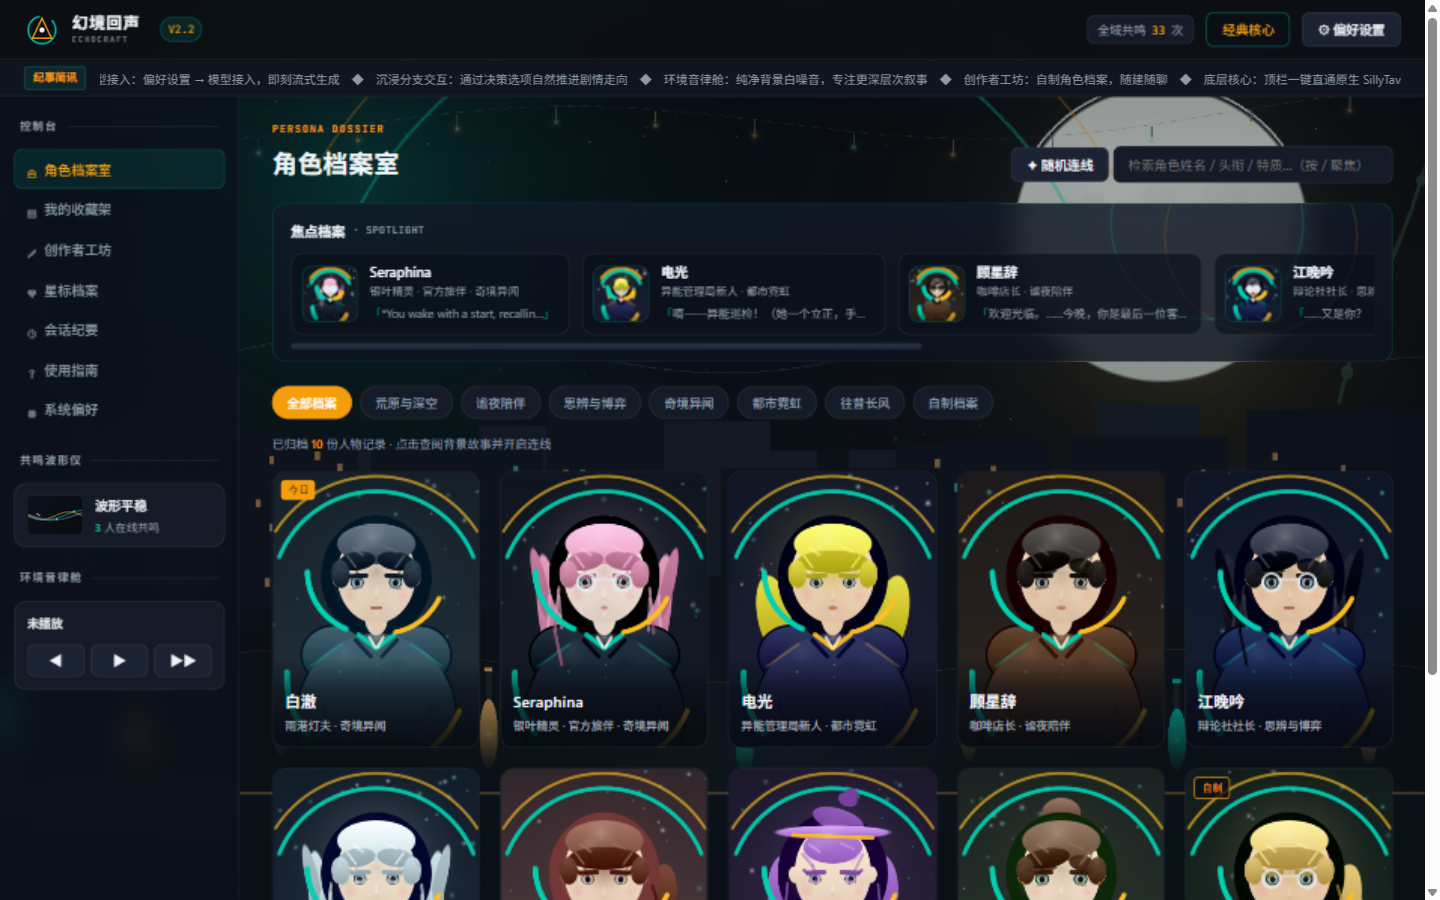 幻境回声
ECHOCRAFT
V2.2
全域共鸣 33 次
经典核心
偏好设置
纪事简讯
型接入：偏好设置 → 模型接入，即刻流式生成 ◆ 沉浸分支交互：通过决策选项自然推进剧情走向 ◆ 环境音律舱：纯净背景白噪音，专注更深层次叙事 ◆ 创作者工坊：自制角色档案，随建随聊 ◆ 底层核心：顶栏一键直通原生 SillyTav
控制台
角色档案室
我的收藏架
创作者工坊
星标档案
会话纪要
使用指南
系统偏好
共鸣波形仪
波形平稳
3 人在线共鸣
环境音律舱
未播放
PERSONA DOSSIER
角色档案室
✦ 随机连线
检索角色姓名 / 头衔 / 特质…（按 / 聚焦）
焦点档案 · SPOTLIGHT
Seraphina
银叶精灵 · 官方旅伴 · 奇境异闻
「*You wake with a start, recallin…」
电光
异能管理局新人 · 都市霓虹
「嘀——异能巡检！（她一个立正，手…
顾星辞
咖啡店长 · 谧夜陪伴
「欢迎光临。……今晚，你是最后一位客…
江晚吟
辩论社社长 · 思辨
「……又是你？
全部档案
荒原与深空
谧夜陪伴
思辨与博弈
奇境异闻
都市霓虹
往昔长风
自制档案
已归档 10 份人物记录 · 点击查阅背景故事并开启连线
今日
白澈
雨港灯夫 · 奇境异闻
Seraphina
银叶精灵 · 官方旅伴 · 奇境异闻
电光
异能管理局新人 · 都市霓虹
顾星辞
咖啡店长 · 谧夜陪伴
江晚吟
辩论社社长 · 思辨与博弈
自制